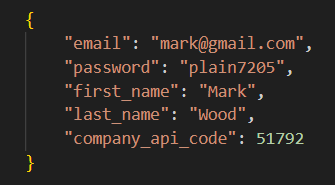 {
    "email": "mark@gmail.com",
    "password": "plain7205",
    "first_name": "Mark",
    "last_name": "Wood",
    "company_api_code": 51792
}